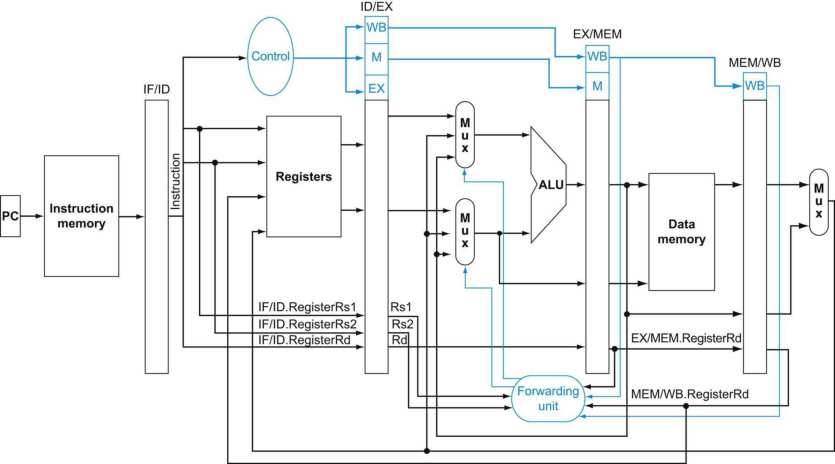 ID/EX
WB
EX/MEM
Control
M
WB
MEM/WB
IF/ID
EX
M
WB
Mux
Instruction
Registers
ALU
Mux
PC
Instruction
memory
Mux
Data
memory
IF/ID.RegisterRs1
Rs1
IF/ID.RegisterRs2
Rs2
IF/ID.RegisterRd
Rd
EX/MEM.RegisterRd
Forwarding
unit
MEM/WB.RegisterRd